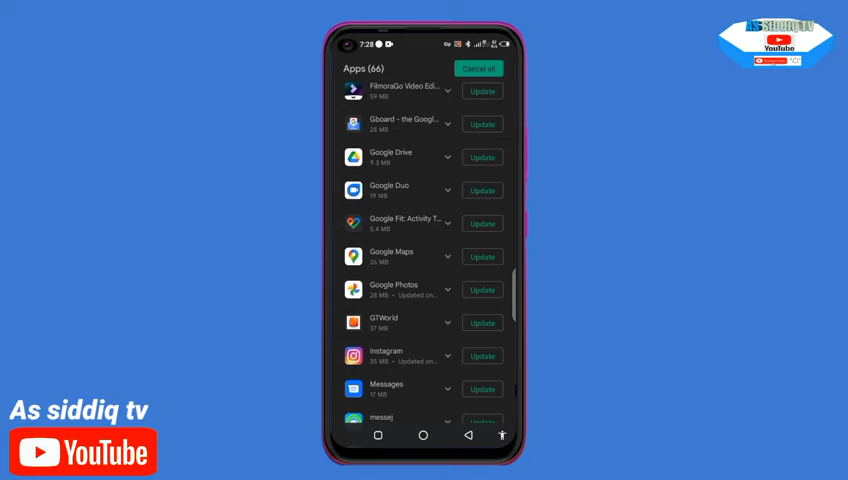 7:28
ASSIDDIQ TV
YouTube
Apps (66)
Cancel all
FilmoraGo Video Edi...
59 MB
Update
Gboard - the Googl...
28 MB
Update
Google Drive
9.3 MB
Update
Google Duo
19 MB
Update
Google Fit: Activity T...
5.4 MB
Update
Google Maps
26 MB
Update
Google Photos
28 MB • Updated on...
Update
GTWorld
37 MB
Update
Instagram
35 MB • Updated on...
Update
Messages
17 MB
Update
messej
Update
As siddiq tv
YouTube